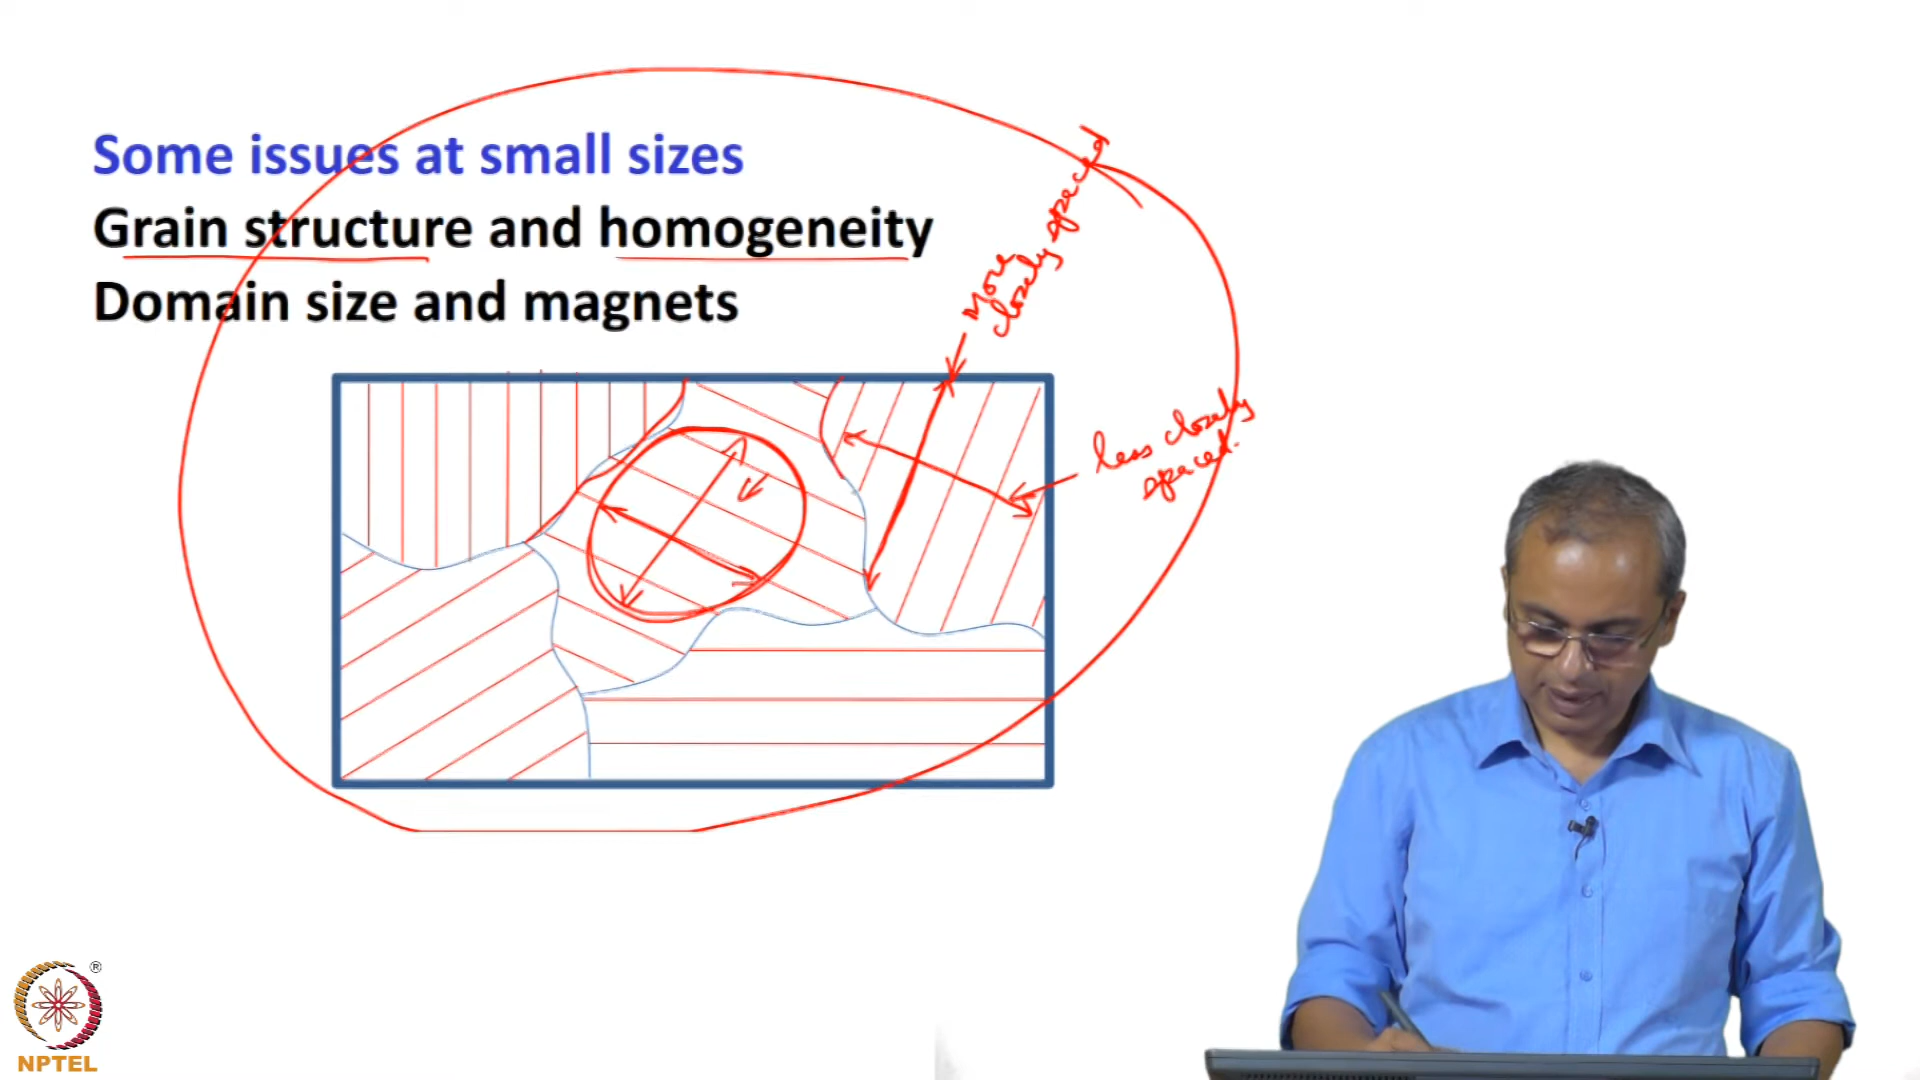 Some issues at small sizes
Grain structure and homogeneity
Domain size and magnets
More
closely spaced
less closely
spaced.
®
NPTEL